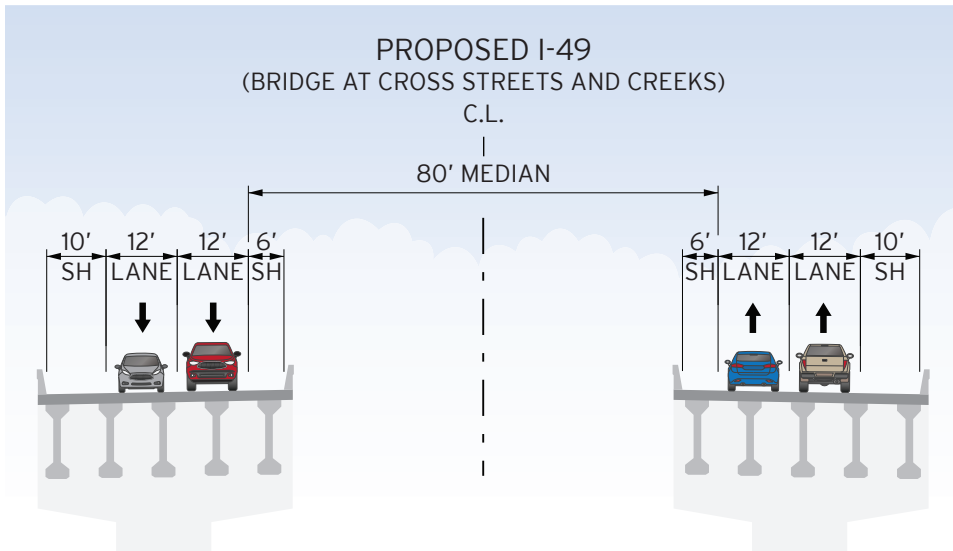 PROPOSED I-49
(BRIDGE AT CROSS STREETS AND CREEKS)
C.L.
80' MEDIAN
10' 12' 12' 6'
SH LANE LANE SH
6' 12' 12' 10'
SH LANE LANE SH